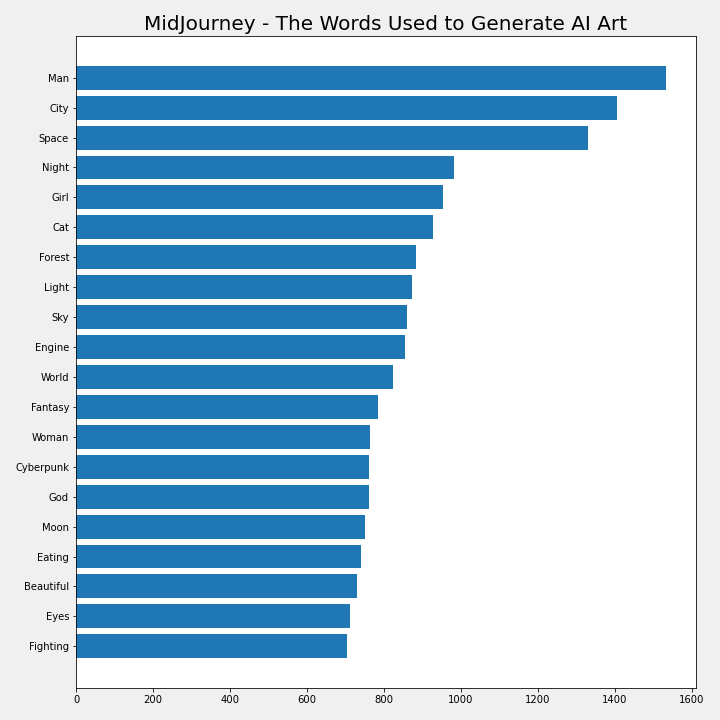 MidJourney - The Words Used to Generate AI Art
Man
City
Space
Night
Girl
Cat
Forest
Light
Sky
Engine
World
Fantasy
Woman
Cyberpunk
God
Moon
Eating
Beautiful
Eyes
Fighting
0 200 400 600 800 1000 1200 1400 1600